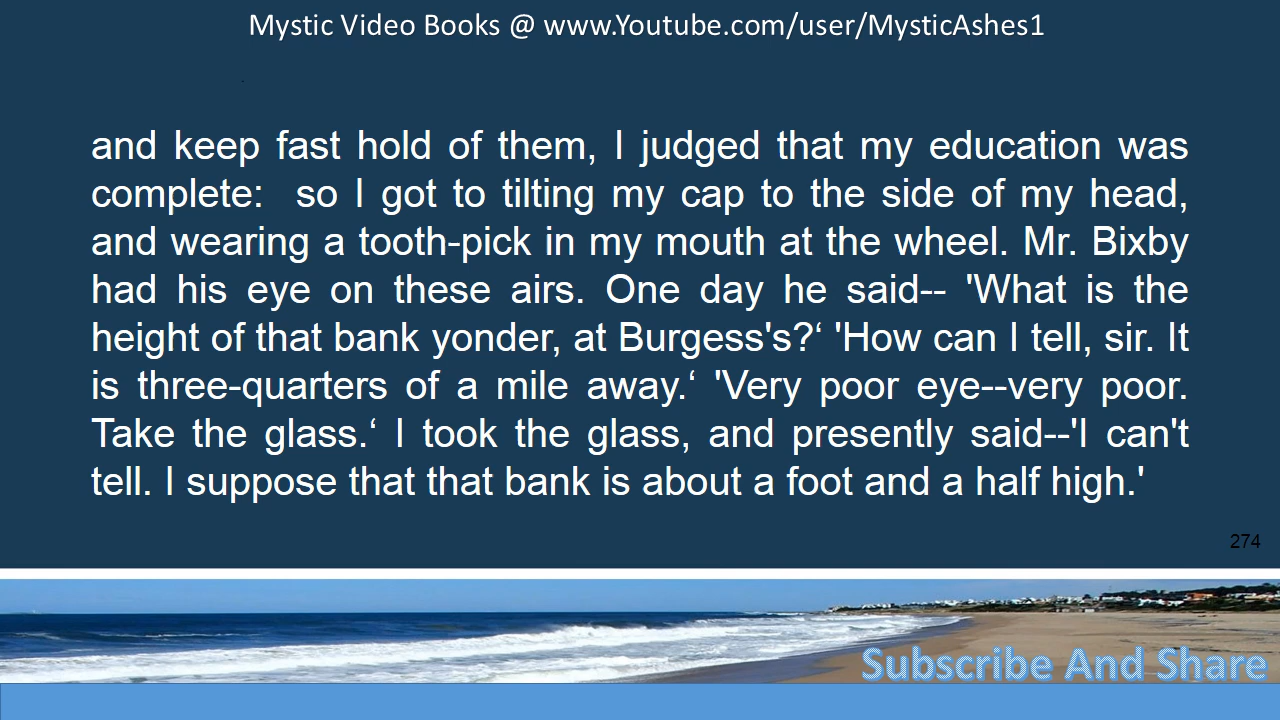 Mystic Video Books @ www.Youtube.com/user/MysticAshes1
and keep fast hold of them, I judged that my education was
complete:  so I got to tilting my cap to the side of my head,
and wearing a tooth-pick in my mouth at the wheel. Mr. Bixby
had his eye on these airs. One day he said-- 'What is the
height of that bank yonder, at Burgess's?‘ 'How can I tell, sir. It
is three-quarters of a mile away.‘ 'Very poor eye--very poor.
Take the glass.‘ I took the glass, and presently said--'I can't
tell. I suppose that that bank is about a foot and a half high.'
274
Subscribe And Share